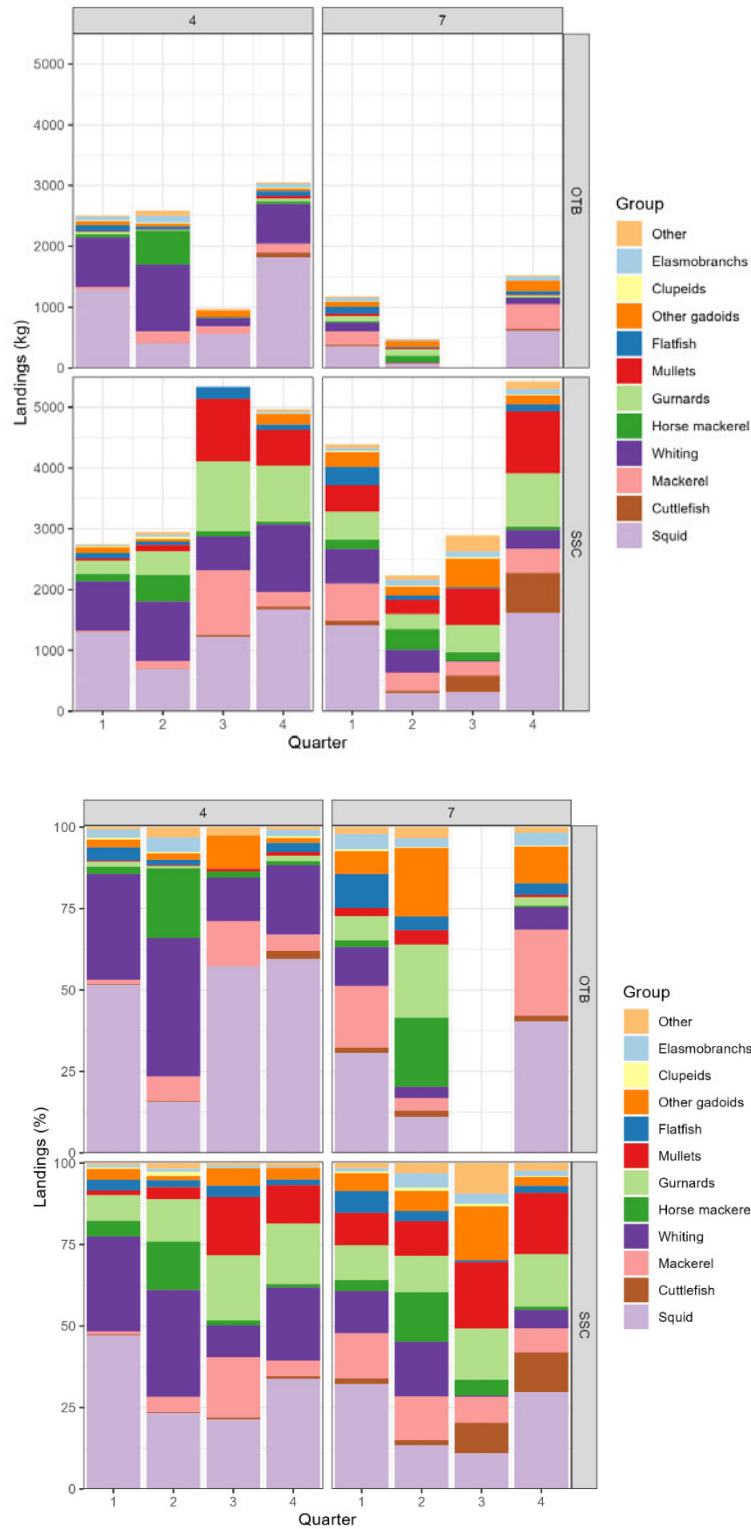 4
7
5000
4000
3000
2000
1000
0
OTB
Landings (kg)
5000
4000
3000
2000
1000
0
SSC
1
2
3
4
1
2
3
4
Quarter
Group
Other
Elasmobranchs
Clupeids
Other gadoids
Flatfish
Mullets
Gurnards
Horse mackerel
Whiting
Mackerel
Cuttlefish
Squid
4
7
100
75
50
25
0
OTB
Landings (%)
100
75
50
25
0
SSC
1
2
3
4
1
2
3
4
Quarter
Group
Other
Elasmobranchs
Clupeids
Other gadoids
Flatfish
Mullets
Gurnards
Horse mackere
Whiting
Mackerel
Cuttlefish
Squid